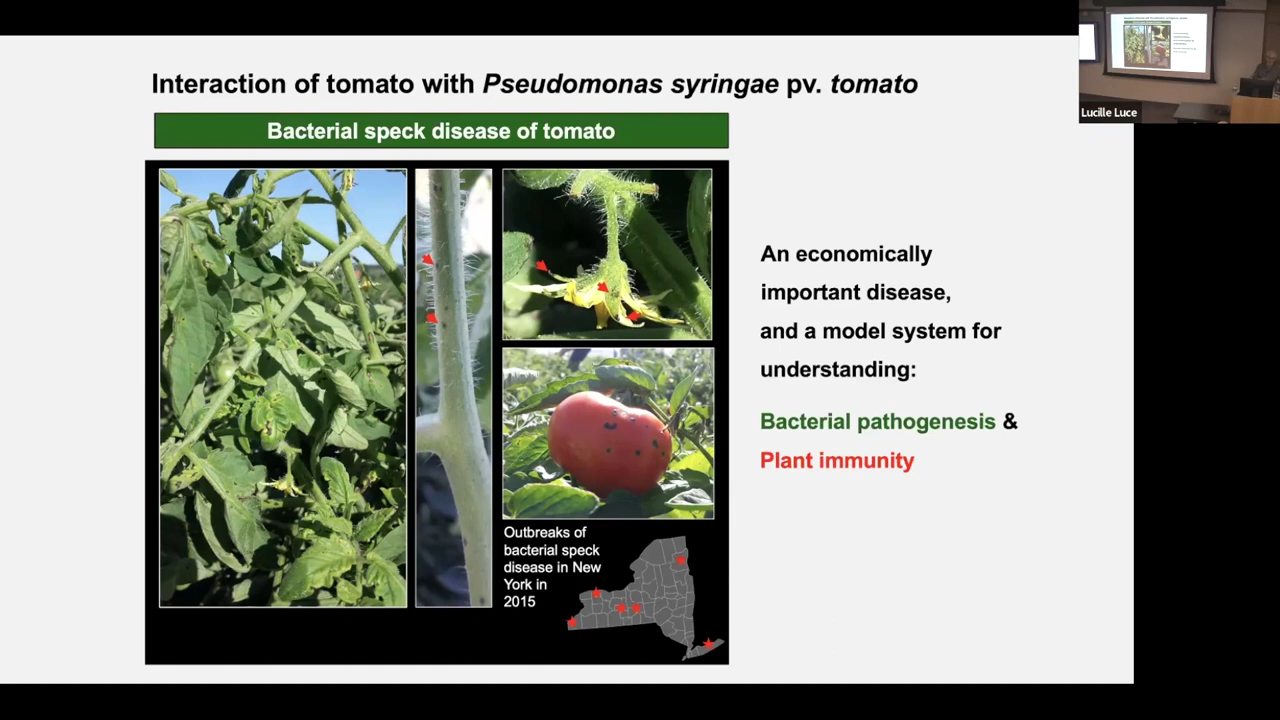 Interaction of tomato with Pseudomonas syringae pv. tomato
Bacterial speck disease of tomato
An economically
important disease,
and a model system for
understanding:
Bacterial pathogenesis &
Plant immunity
Outbreaks of
bacterial speck
disease in New
York in
2015
Lucille Luce